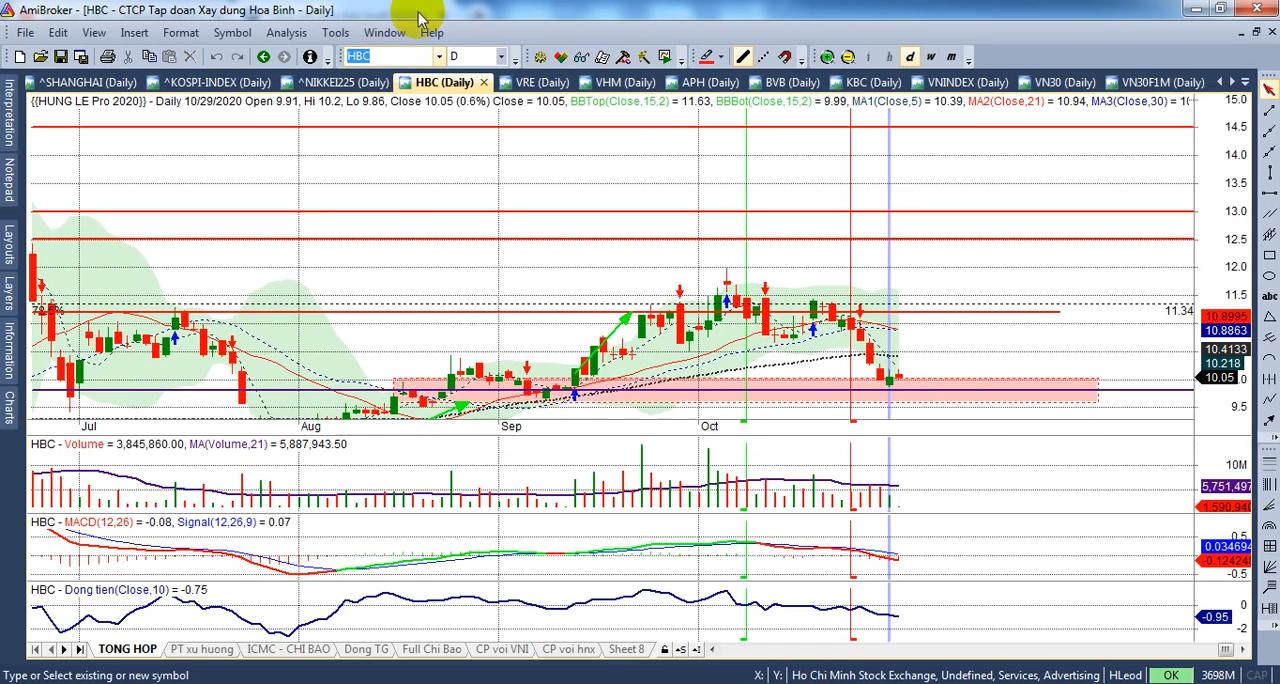 AmiBroker - [HBC - CTCP Tap doan Xay dung Hoa Binh - Daily]
File Edit View Insert Format Symbol Analysis Tools Window Help
HBC D i h d w m
^SHANGHAI (Daily) ^KOSPI-INDEX (Daily) ^NIKKEI225 (Daily) HBC (Daily) VRE (Daily) VHM (Daily) APH (Daily) BVB (Daily) KBC (Daily) VNINDEX (Daily) VN30 (Daily) VN30F1M (Daily)
{{HUNG LE Pro 2020}} - Daily 10/29/2020 Open 9.91, Hi 10.2, Lo 9.86, Close 10.05 (0.6%) Close = 10.05, BBTop(Close,15,2) = 11.63, BBBot(Close,15,2) = 9.99, MA1(Close,5) = 10.39, MA2(Close,21) = 10.94, MA3(Close,30) =
15.0
14.5
14.0
13.5
13.0
12.5
12.0
11.5
11.34
10.8995
10.8863
10.4133
10.218
10.05
9.5
Jul Aug Sep Oct
HBC - Volume = 3,845,860.00, MA(Volume,21) = 5,887,943.50
10M
5,751,497
1,590,940
HBC - MACD(12,26) = -0.08, Signal(12,26,9) = 0.07
0.5
0.034694
-0.12424
-0.5
HBC - Dong tien(Close,10) = -0.75
0
-0.95
-2
Interpretation
Notepad
Layouts
Layers
Information
Charts
abc
TONG HOP PT xu huong ICMC - CHI BAO Dong TG Full Chi Bao CP voi VNI CP voi hnx Sheet 8
Type or Select existing or new symbol X: Y: Ho Chi Minh Stock Exchange, Undefined, Services, Advertising HLeod OK 3698M CAP